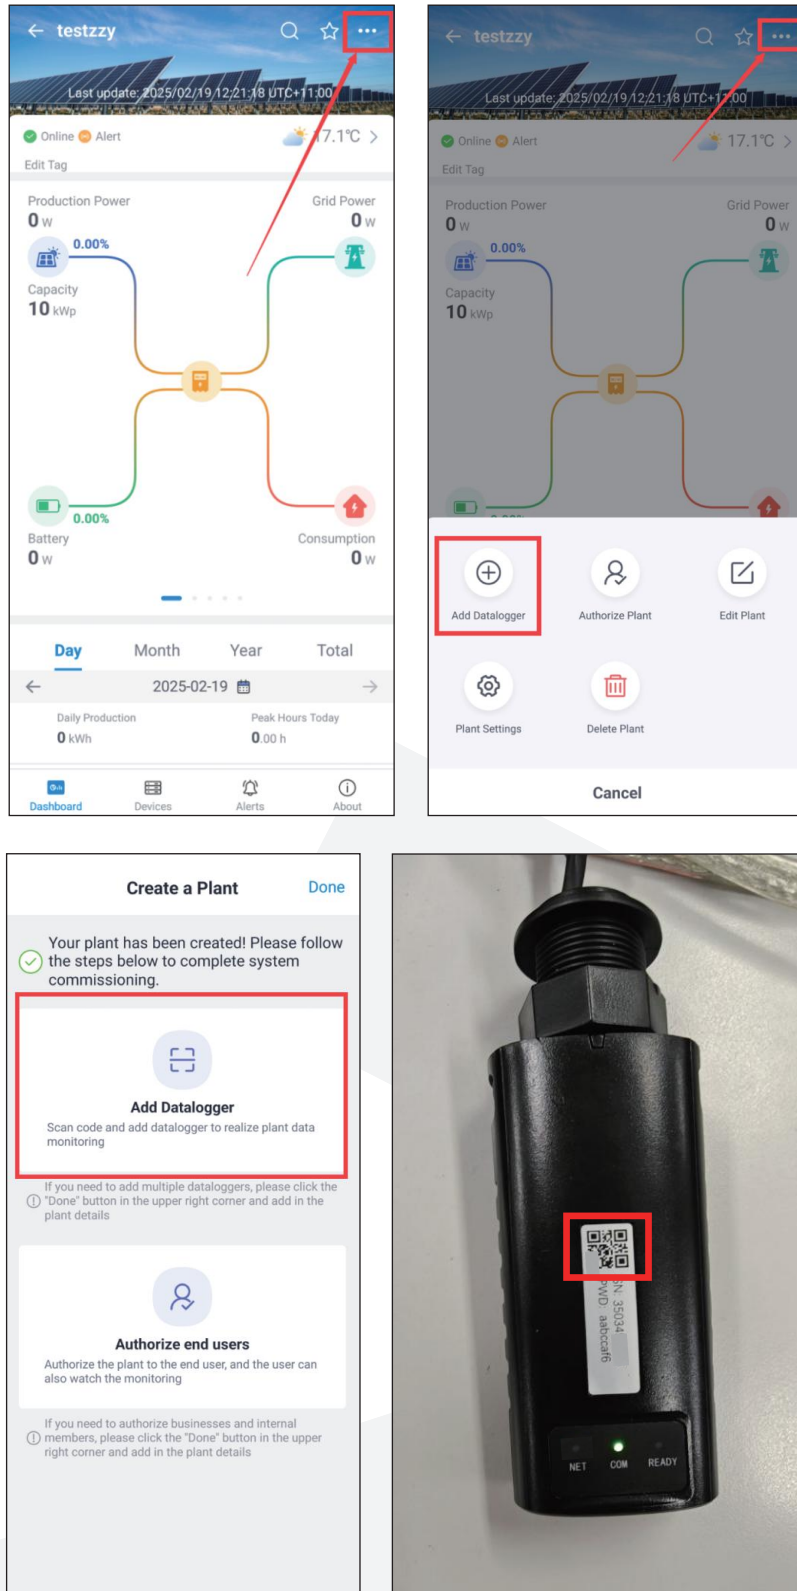 testzzy
Last update: 2025/02/19 12:21:18 UTC+11:00
Online Alert
17.1℃
Edit Tag
Production Power
0 W
Grid Power
0 W
0.00%
Capacity
10 kWp
0.00%
Battery
0 W
Consumption
0 W
Day Month Year Total
2025-02-19
Daily Production
0 kWh
Peak Hours Today
0.00 h
Dashboard Devices Alerts About
testzzy
Last update: 2025/02/19 12:21:18 UTC+11:00
Online Alert
17.1℃
Edit Tag
Production Power
0 W
Grid Power
0 W
0.00%
Capacity
10 kWp
Add Datalogger
Authorize Plant
Edit Plant
Plant Settings
Delete Plant
Cancel
Create a Plant
Done
Your plant has been created! Please follow
the steps below to complete system
commissioning.
Add Datalogger
Scan code and add datalogger to realize plant data
monitoring
If you need to add multiple dataloggers, please click the
"Done" button in the upper right corner and add in the
plant details
Authorize end users
Authorize the plant to the end user, and the user can
also watch the monitoring
If you need to authorize businesses and internal
members, please click the "Done" button in the upper
right corner and add in the plant details
SN: 35034
PWD: aabccaf6
NET COM READY